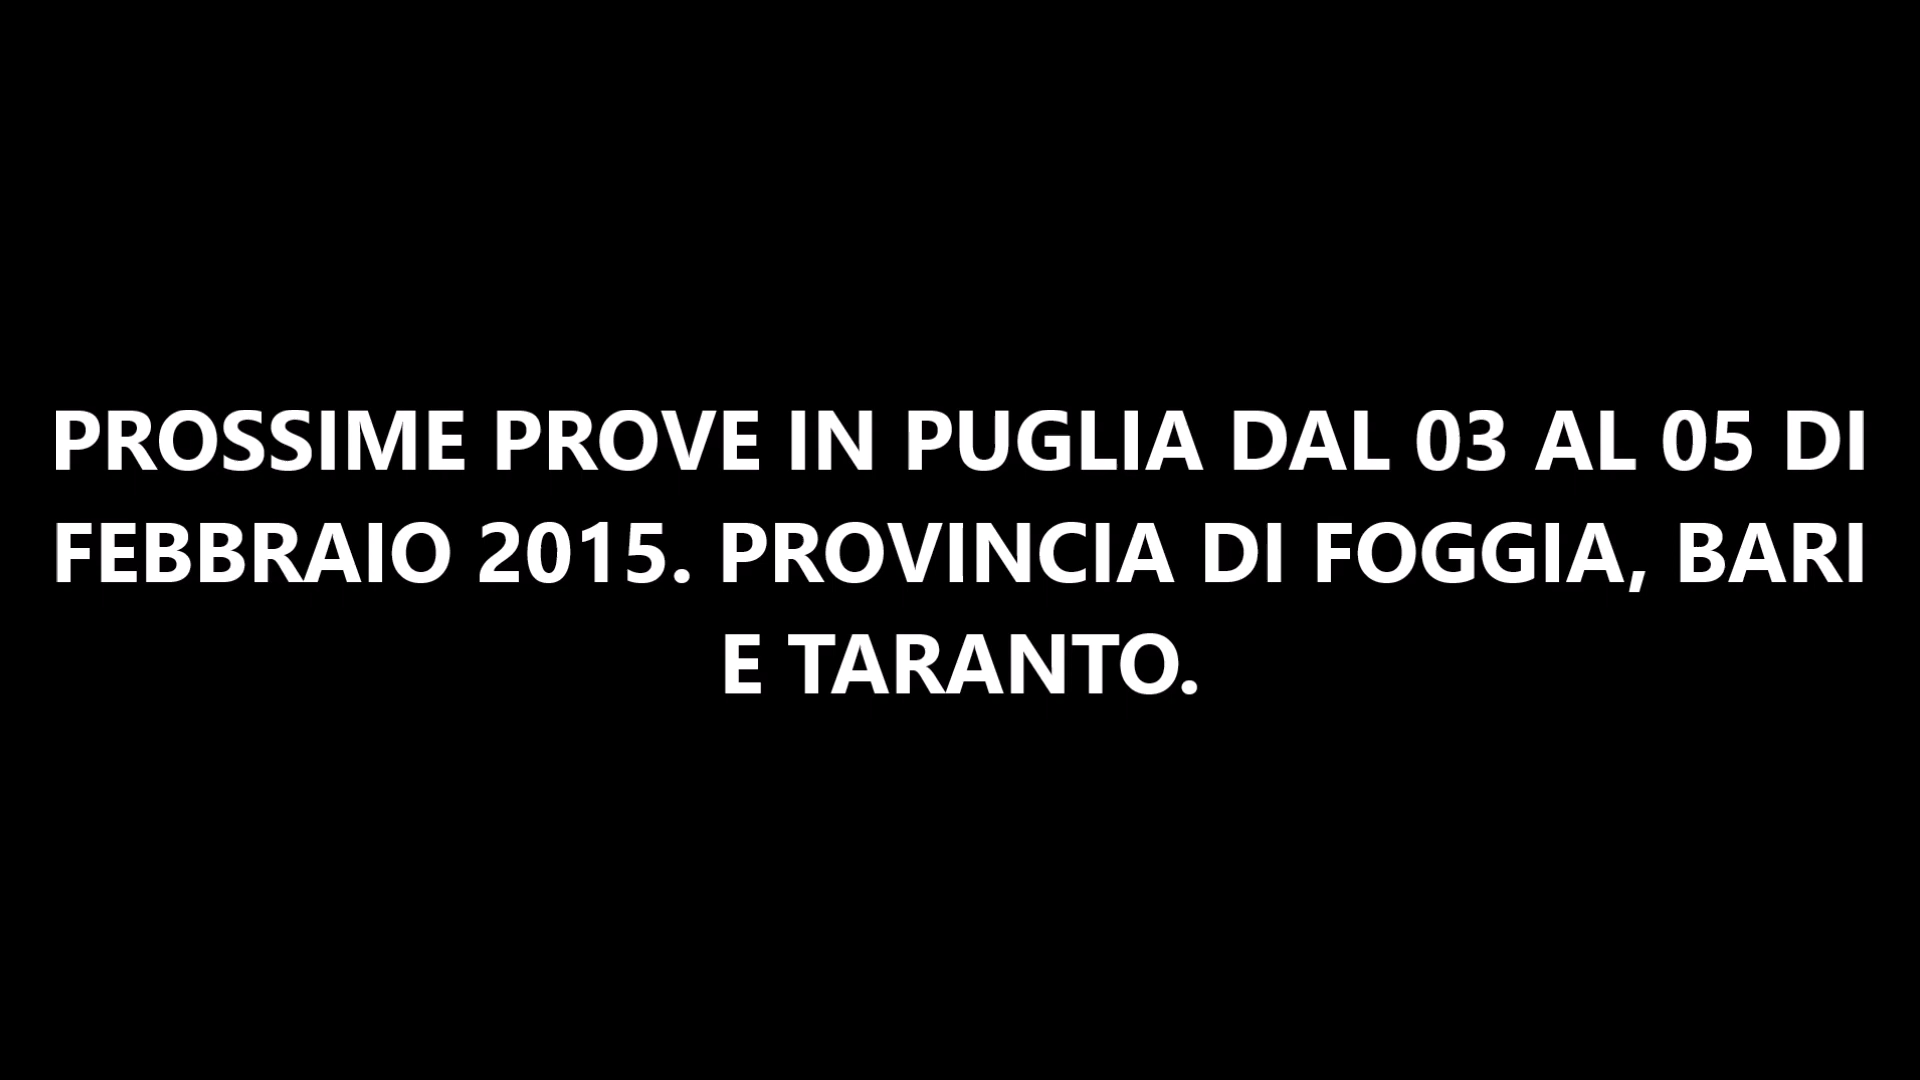 PROSSIME PROVE IN PUGLIA DAL 03 AL 05 DI
FEBBRAIO 2015. PROVINCIA DI FOGGIA, BARI
E TARANTO.